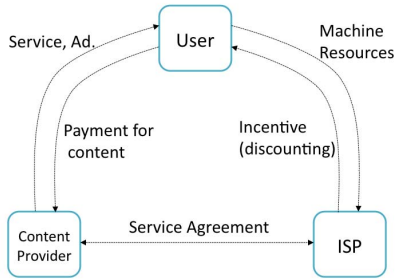 Service, Ad.
User
Machine
Resources
Payment for
content
Incentive
(discounting)
Content
Provider
Service Agreement
ISP